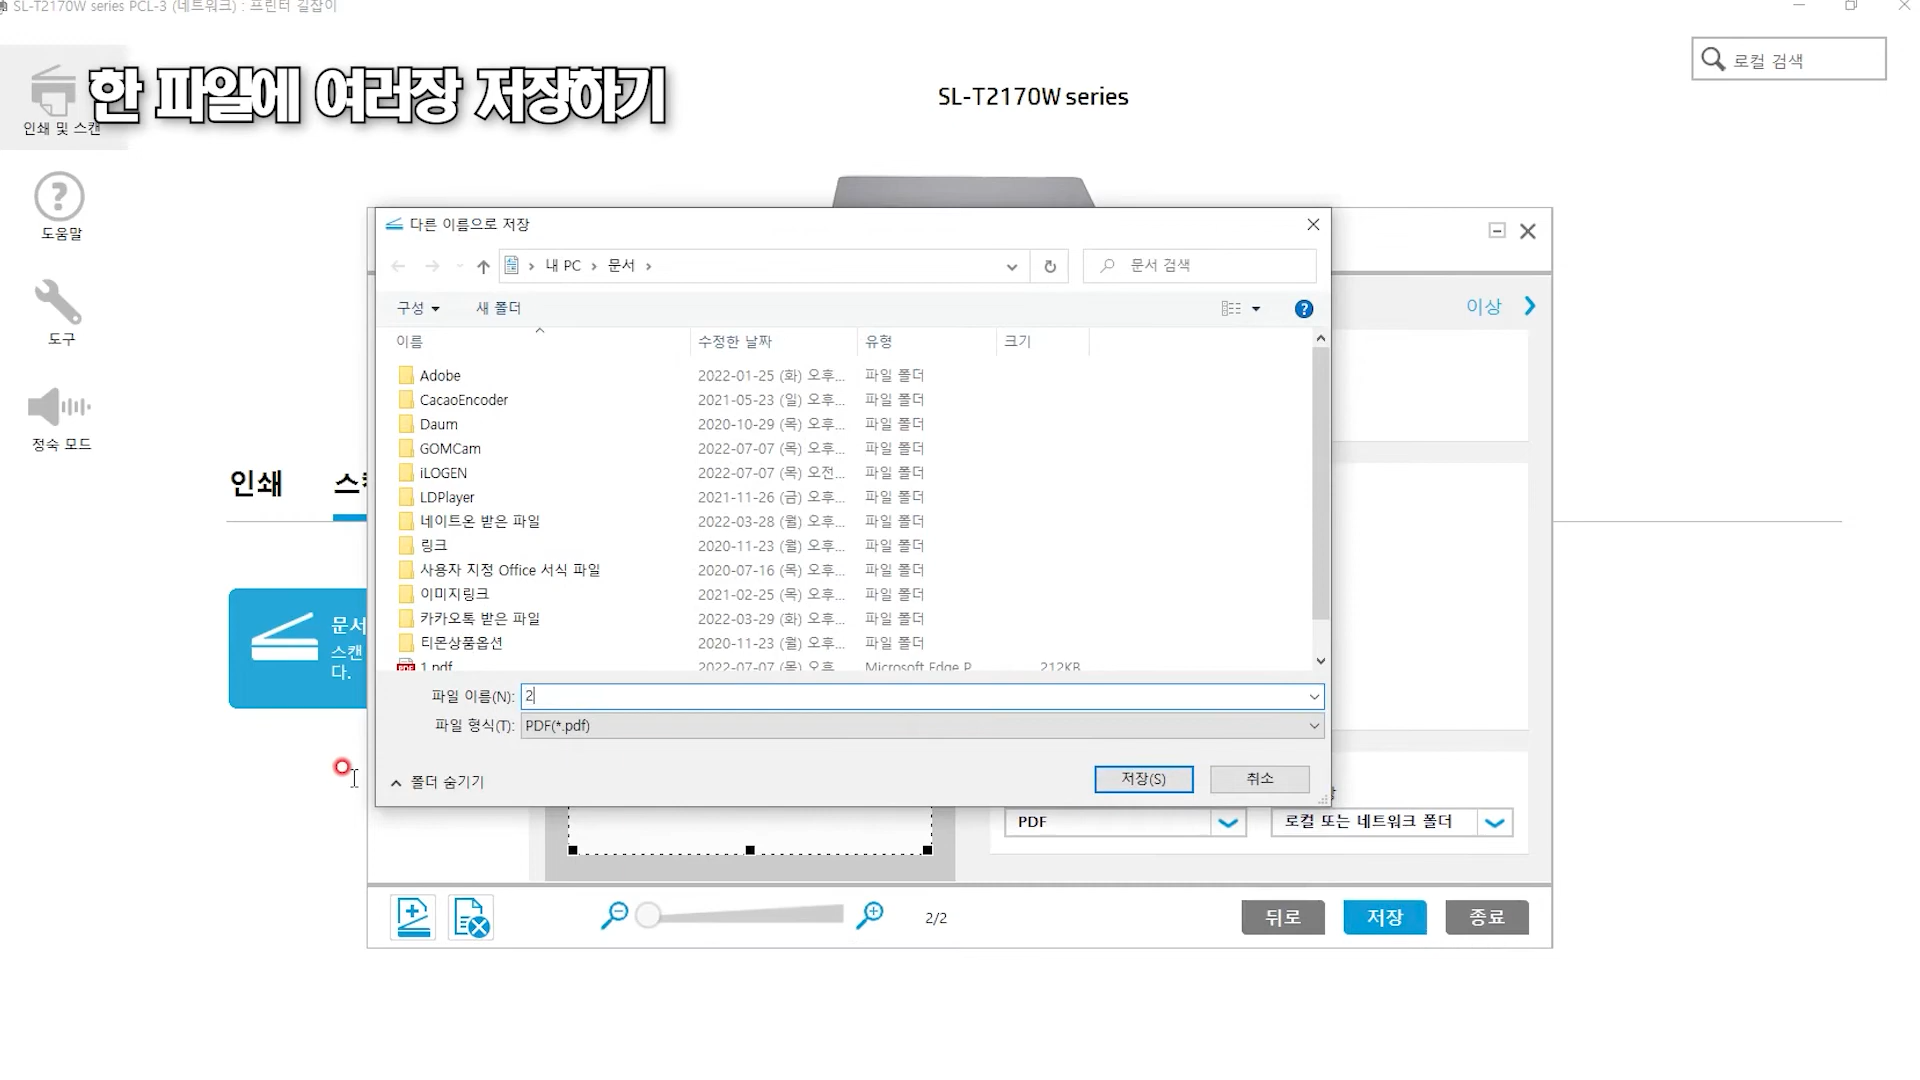 SL-T2170W series PCL-3 (네트워크) : 프린터 길잡이
한 파일에 여러장 저장하기
인쇄 및 스캔
로컬 검색
SL-T2170W series
도움말
도구
정숙 모드
인쇄
문서
스캔
다.
다른 이름으로 저장
내 PC > 문서 >
문서 검색
구성
새 폴더
이름 수정한 날짜 유형 크기
Adobe 2022-01-25 (화) 오후... 파일 폴더
CacaoEncoder 2021-05-23 (일) 오후... 파일 폴더
Daum 2020-10-29 (목) 오후... 파일 폴더
GOMCam 2022-07-07 (목) 오후... 파일 폴더
iLOGEN 2022-07-07 (목) 오전... 파일 폴더
LDPlayer 2021-11-26 (금) 오후... 파일 폴더
네이트온 받은 파일 2022-03-28 (월) 오후... 파일 폴더
링크 2020-11-23 (월) 오후... 파일 폴더
사용자 지정 Office 서식 파일 2020-07-16 (목) 오후... 파일 폴더
이미지링크 2021-02-25 (목) 오후... 파일 폴더
카카오톡 받은 파일 2022-03-29 (화) 오후... 파일 폴더
티몬상품옵션 2020-11-23 (월) 오후... 파일 폴더
1.pdf 2022-07-07 (목) 오후 Microsoft Edge P 212KB
파일 이름(N): 2
파일 형식(T): PDF(*.pdf)
폴더 숨기기
저장(S)
취소
이상
PDF
로컬 또는 네트워크 폴더
2/2
뒤로
저장
종료